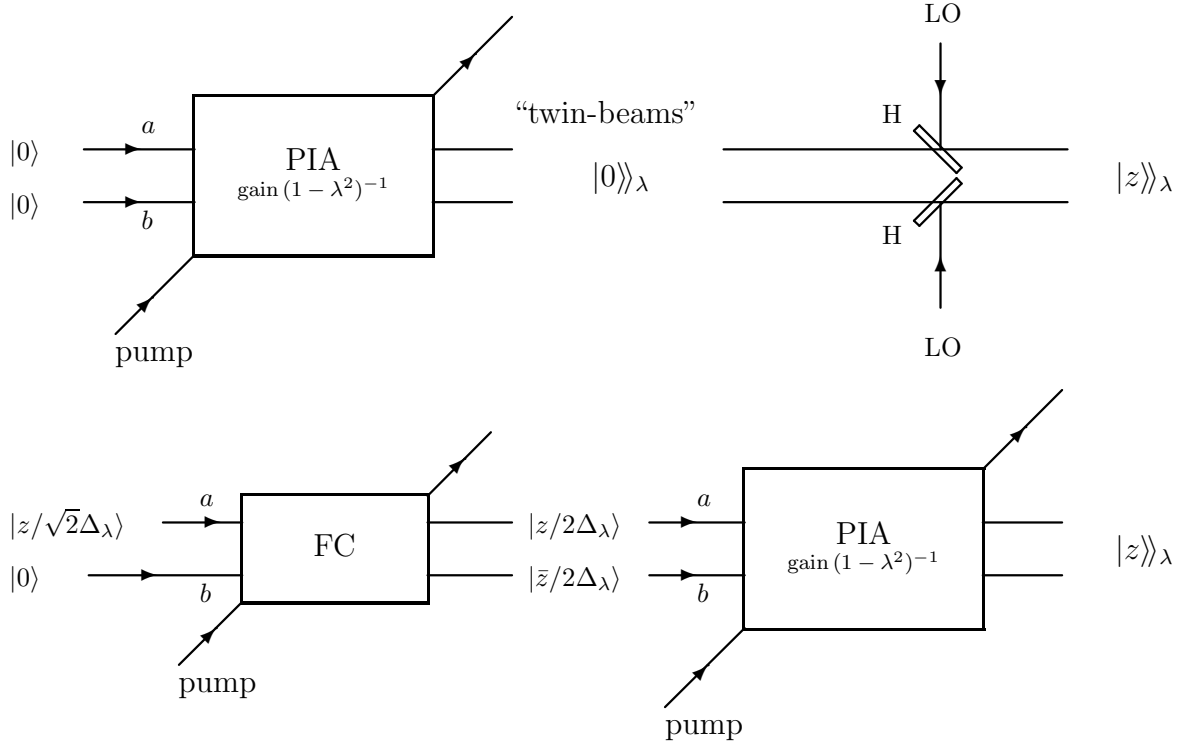 LO
"twin-beams"
H
a
|0⟩
PIA
|0⟩⟩λ
|z⟩⟩λ
gain (1 − λ²)⁻¹
|0⟩
b
H
pump
LO
a
a
|z/√2Δλ⟩
|z/2Δλ⟩
FC
PIA
|z⟩⟩λ
gain (1 − λ²)⁻¹
|0⟩
|z̄/2Δλ⟩
b
b
pump
pump